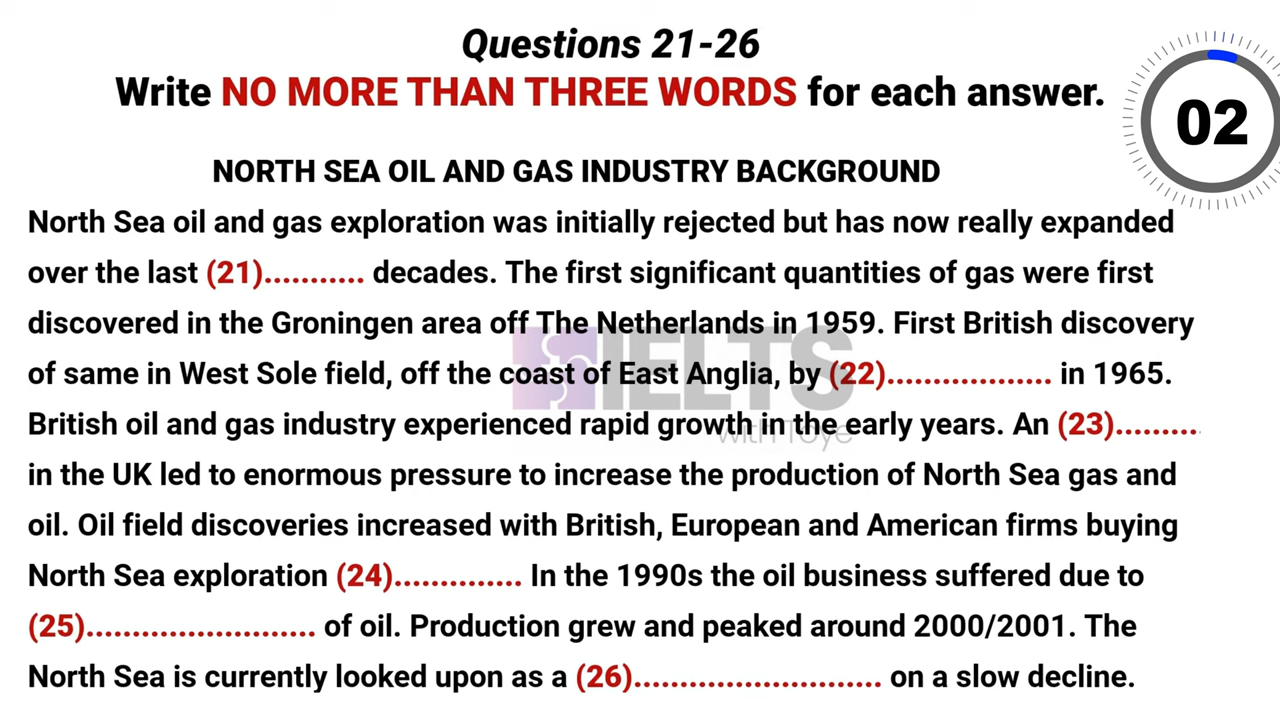 Questions 21-26
Write NO MORE THAN THREE WORDS for each answer.
02
NORTH SEA OIL AND GAS INDUSTRY BACKGROUND
North Sea oil and gas exploration was initially rejected but has now really expanded
over the last (21)........... decades. The first significant quantities of gas were first
discovered in the Groningen area off The Netherlands in 1959. First British discovery
of same in West Sole field, off the coast of East Anglia, by (22).................. in 1965.
British oil and gas industry experienced rapid growth in the early years. An (23).........
in the UK led to enormous pressure to increase the production of North Sea gas and
oil. Oil field discoveries increased with British, European and American firms buying
North Sea exploration (24).............. In the 1990s the oil business suffered due to
(25)......................... of oil. Production grew and peaked around 2000/2001. The
North Sea is currently looked upon as a (26)........................... on a slow decline.
IELTS
with Toye